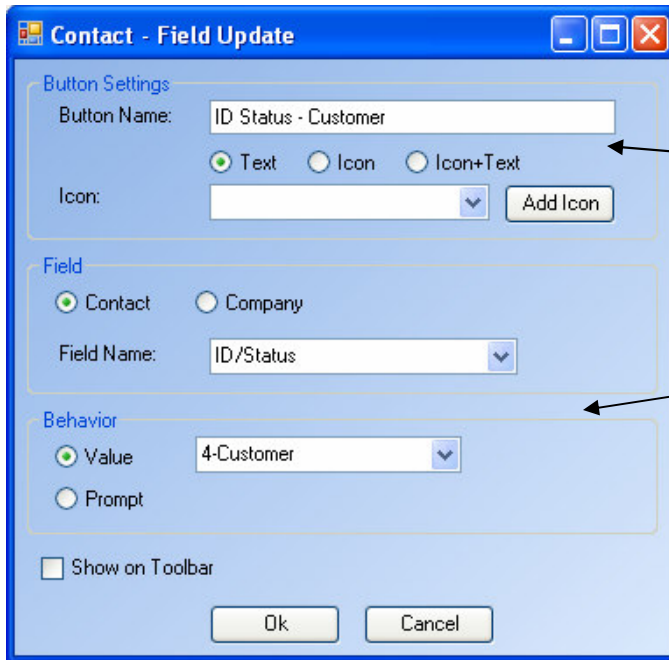 Contact - Field Update
Button Settings
Button Name: ID Status - Customer
Text Icon Icon+Text
Icon: Add Icon
Field
Contact Company
Field Name: ID/Status
Behavior
Value 4-Customer
Prompt
Show on Toolbar
Ok Cancel